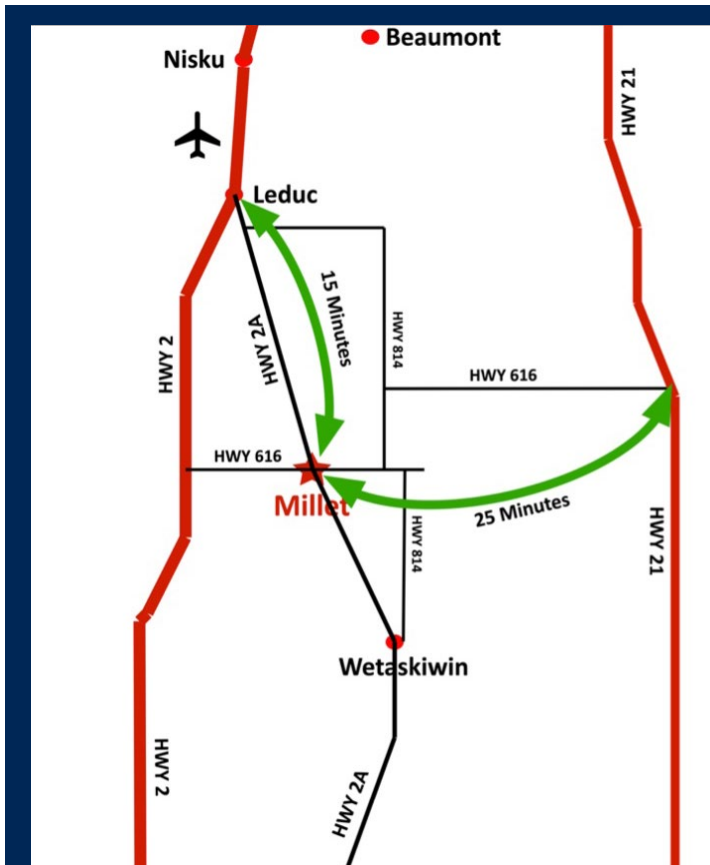 Beaumont
Nisku
HWY 21
Leduc
15 Minutes
HWY 2A
HWY 814
HWY 2
HWY 616
HWY 616
Millet
25 Minutes
HWY 814
HWY 21
Wetaskiwin
HWY 2
HWY 2A